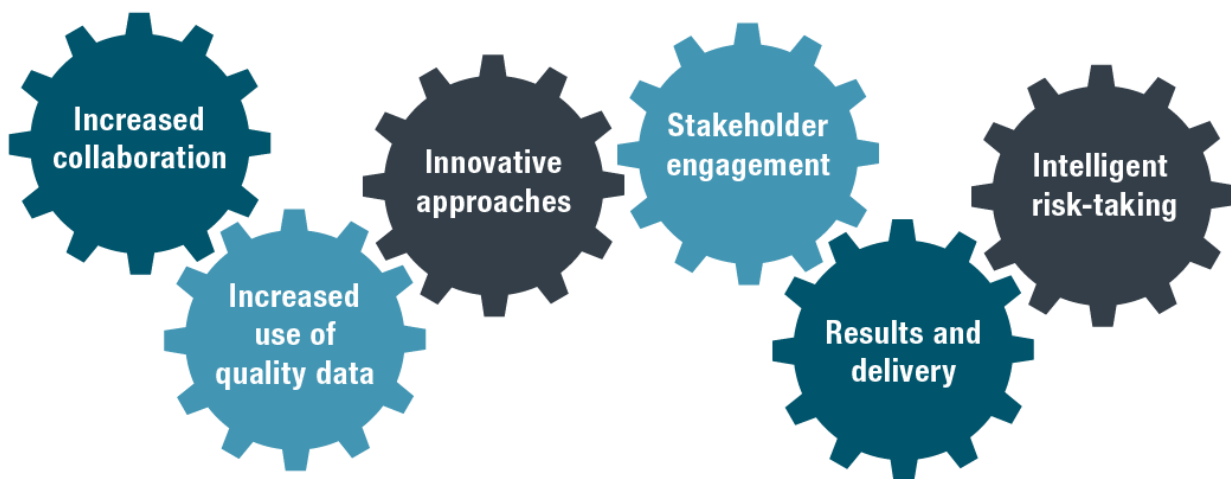 Increased
collaboration
Increased
use of
quality data
Innovative
approaches
Stakeholder
engagement
Results and
delivery
Intelligent
risk-taking